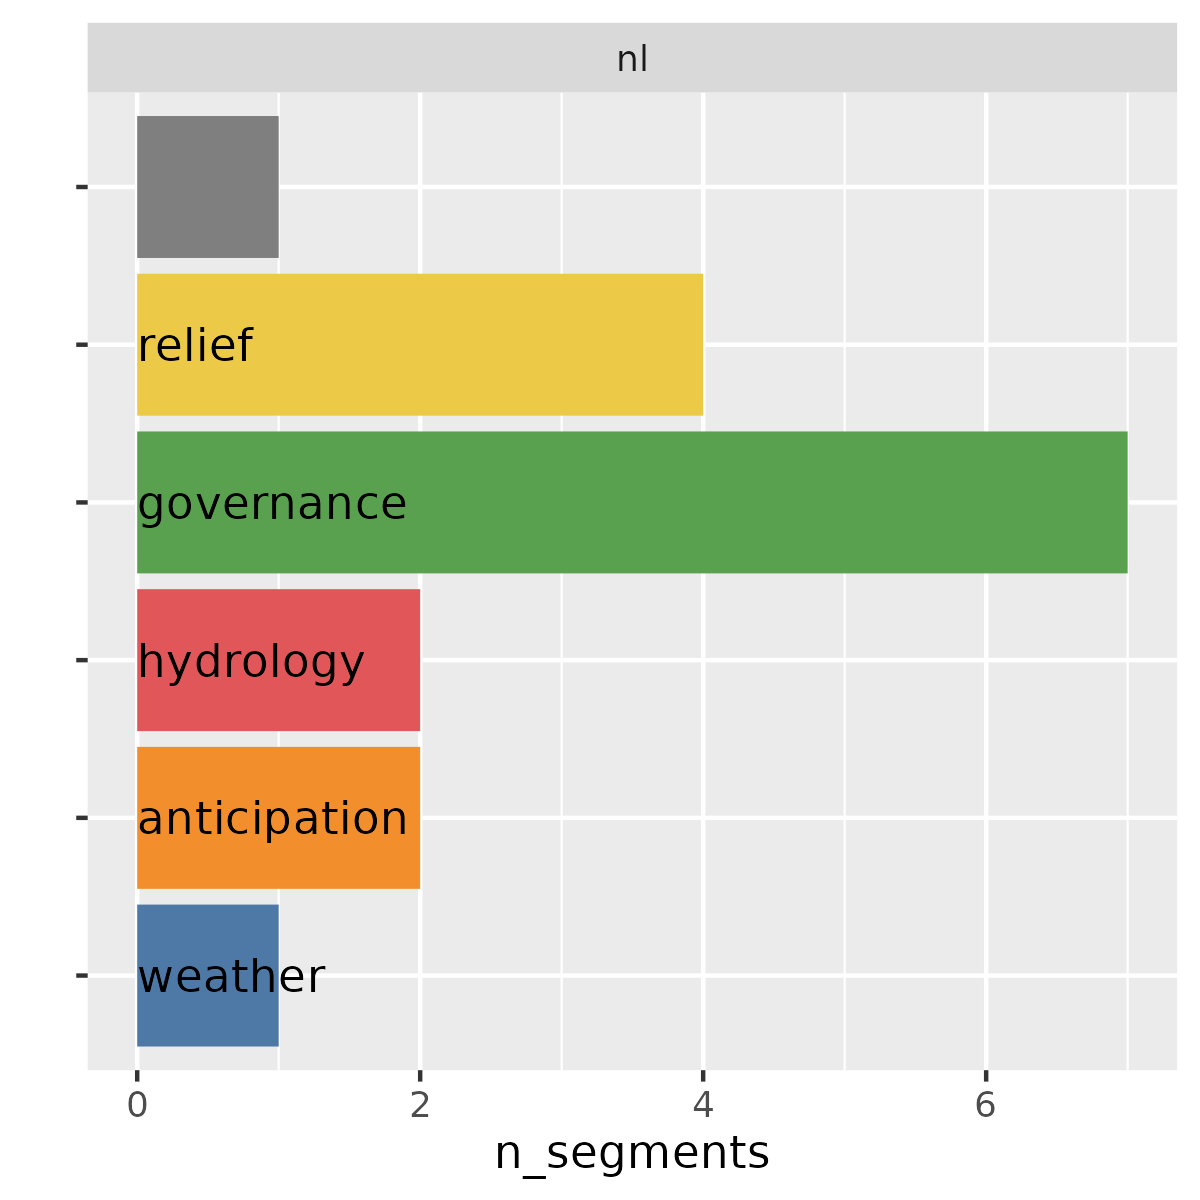 nl
relief
governance
hydrology
anticipation
weather
0 2 4 6
n_segments